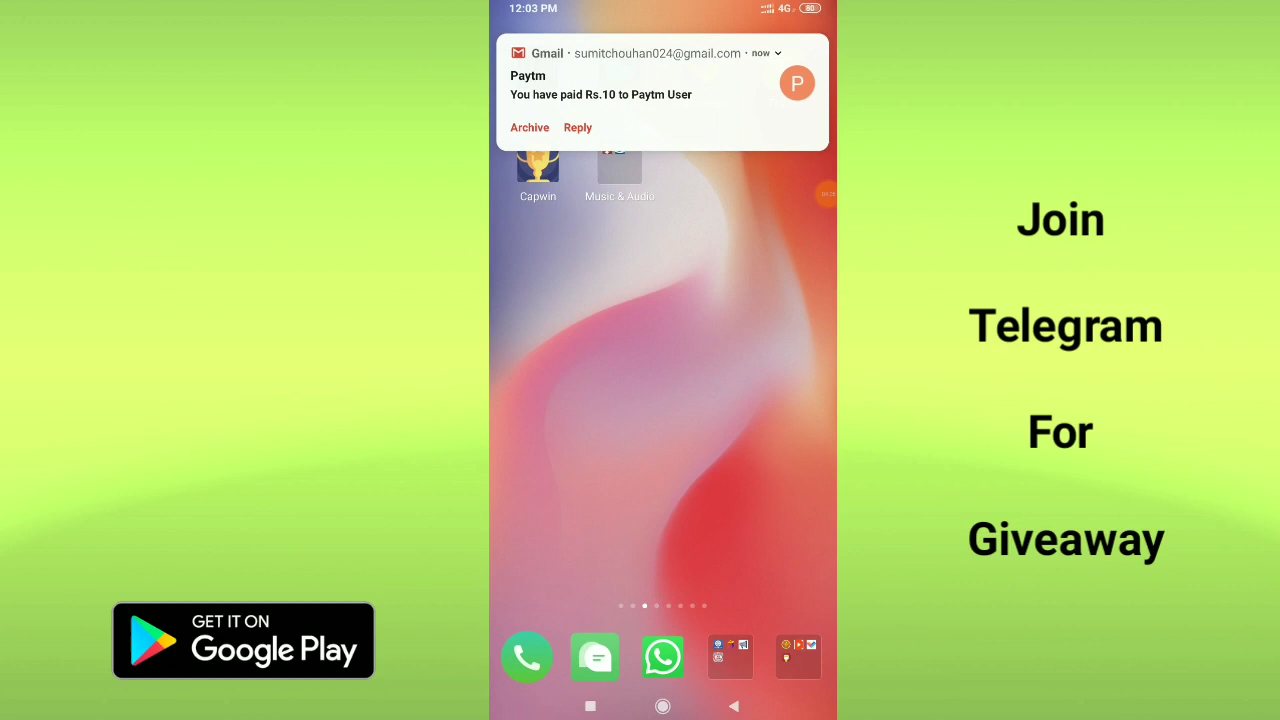 12:03 PM 4G 80
Gmail · sumitchouhan024@gmail.com · now
Paytm
P
You have paid Rs.10 to Paytm User
Archive Reply
Capwin Music & Audio
Join
Telegram
For
Giveaway
GET IT ON
Google Play